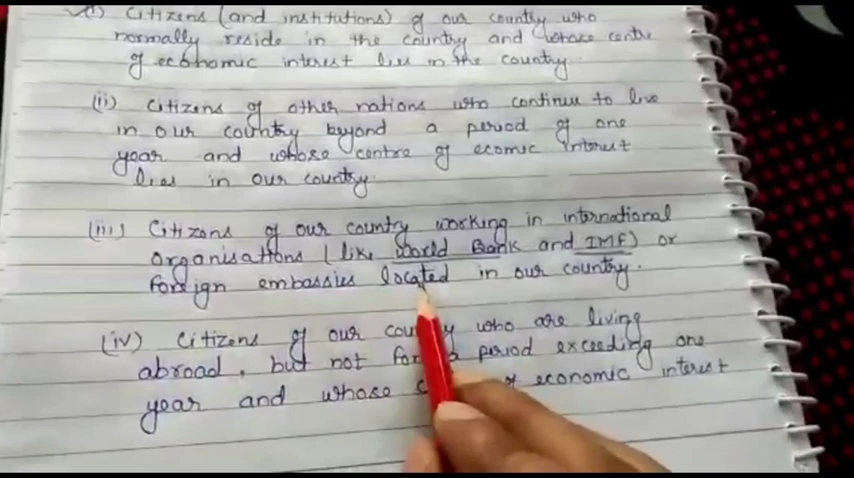 (i) Citizens (and institutions) of our country who
normally reside in the country and whose centre
of economic interest lies in the country.
(ii) Citizens of other nations who continue to live
in our country beyond a period of one
year and whose centre of ecomic interest
lies in our country.
(iii) Citizens of our country working in international
organisations (like World Bank and IMF) or
foreign embassies located in our country.
(iv) Citizens of our country who are living
abroad, but not for a period exceeding one
year and whose of economic interest